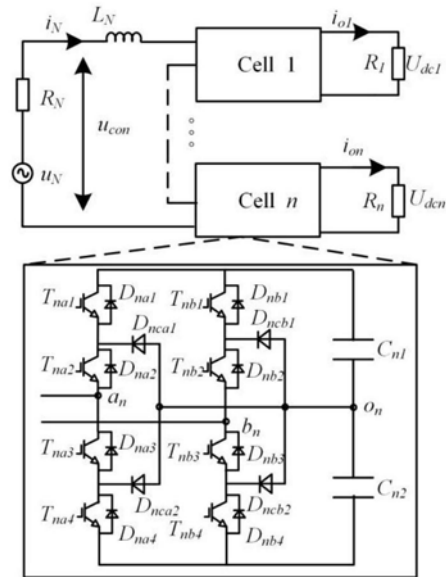 i_N L_N i_o1
Cell 1 R_1 U_dc1
R_N u_con
i_on
u_N Cell n R_n U_dcn
T_na1 D_na1 T_nb1 D_nb1
D_nca1 D_ncb1
C_n1
T_na2 D_na2 T_nb2 D_nb2
a_n o_n
b_n
D_na3 T_nb3 D_nb3
T_na3
C_n2
D_nca2 D_ncb2
T_na4 D_na4 T_nb4 D_nb4